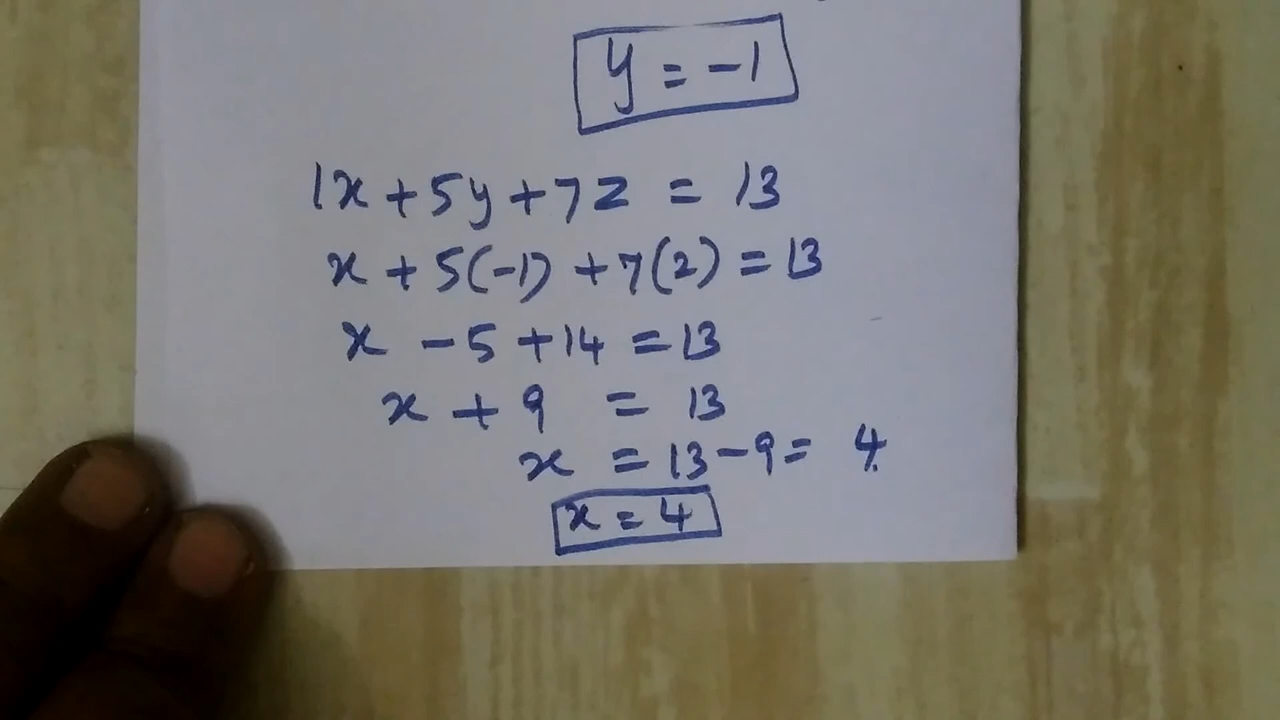 y = -1
1x + 5y + 7z = 13
x + 5(-1) + 7(2) = 13
x - 5 + 14 = 13
x + 9 = 13
x = 13 - 9 = 4.
x = 4